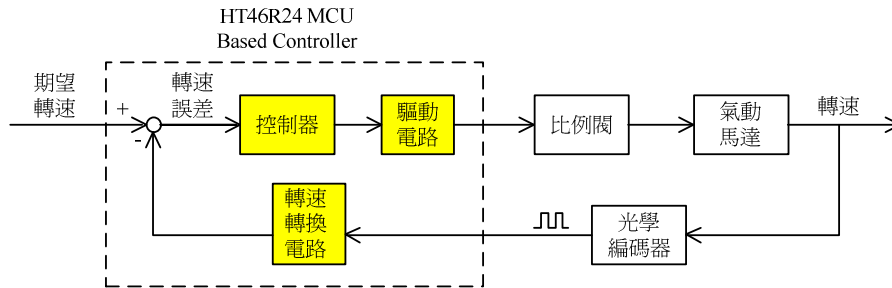 HT46R24 MCU
Based Controller
期望
轉速
+
-
轉速
誤差
控制器
驅動
電路
比例閥
氣動
馬達
轉速
轉速
轉換
電路
光學
編碼器